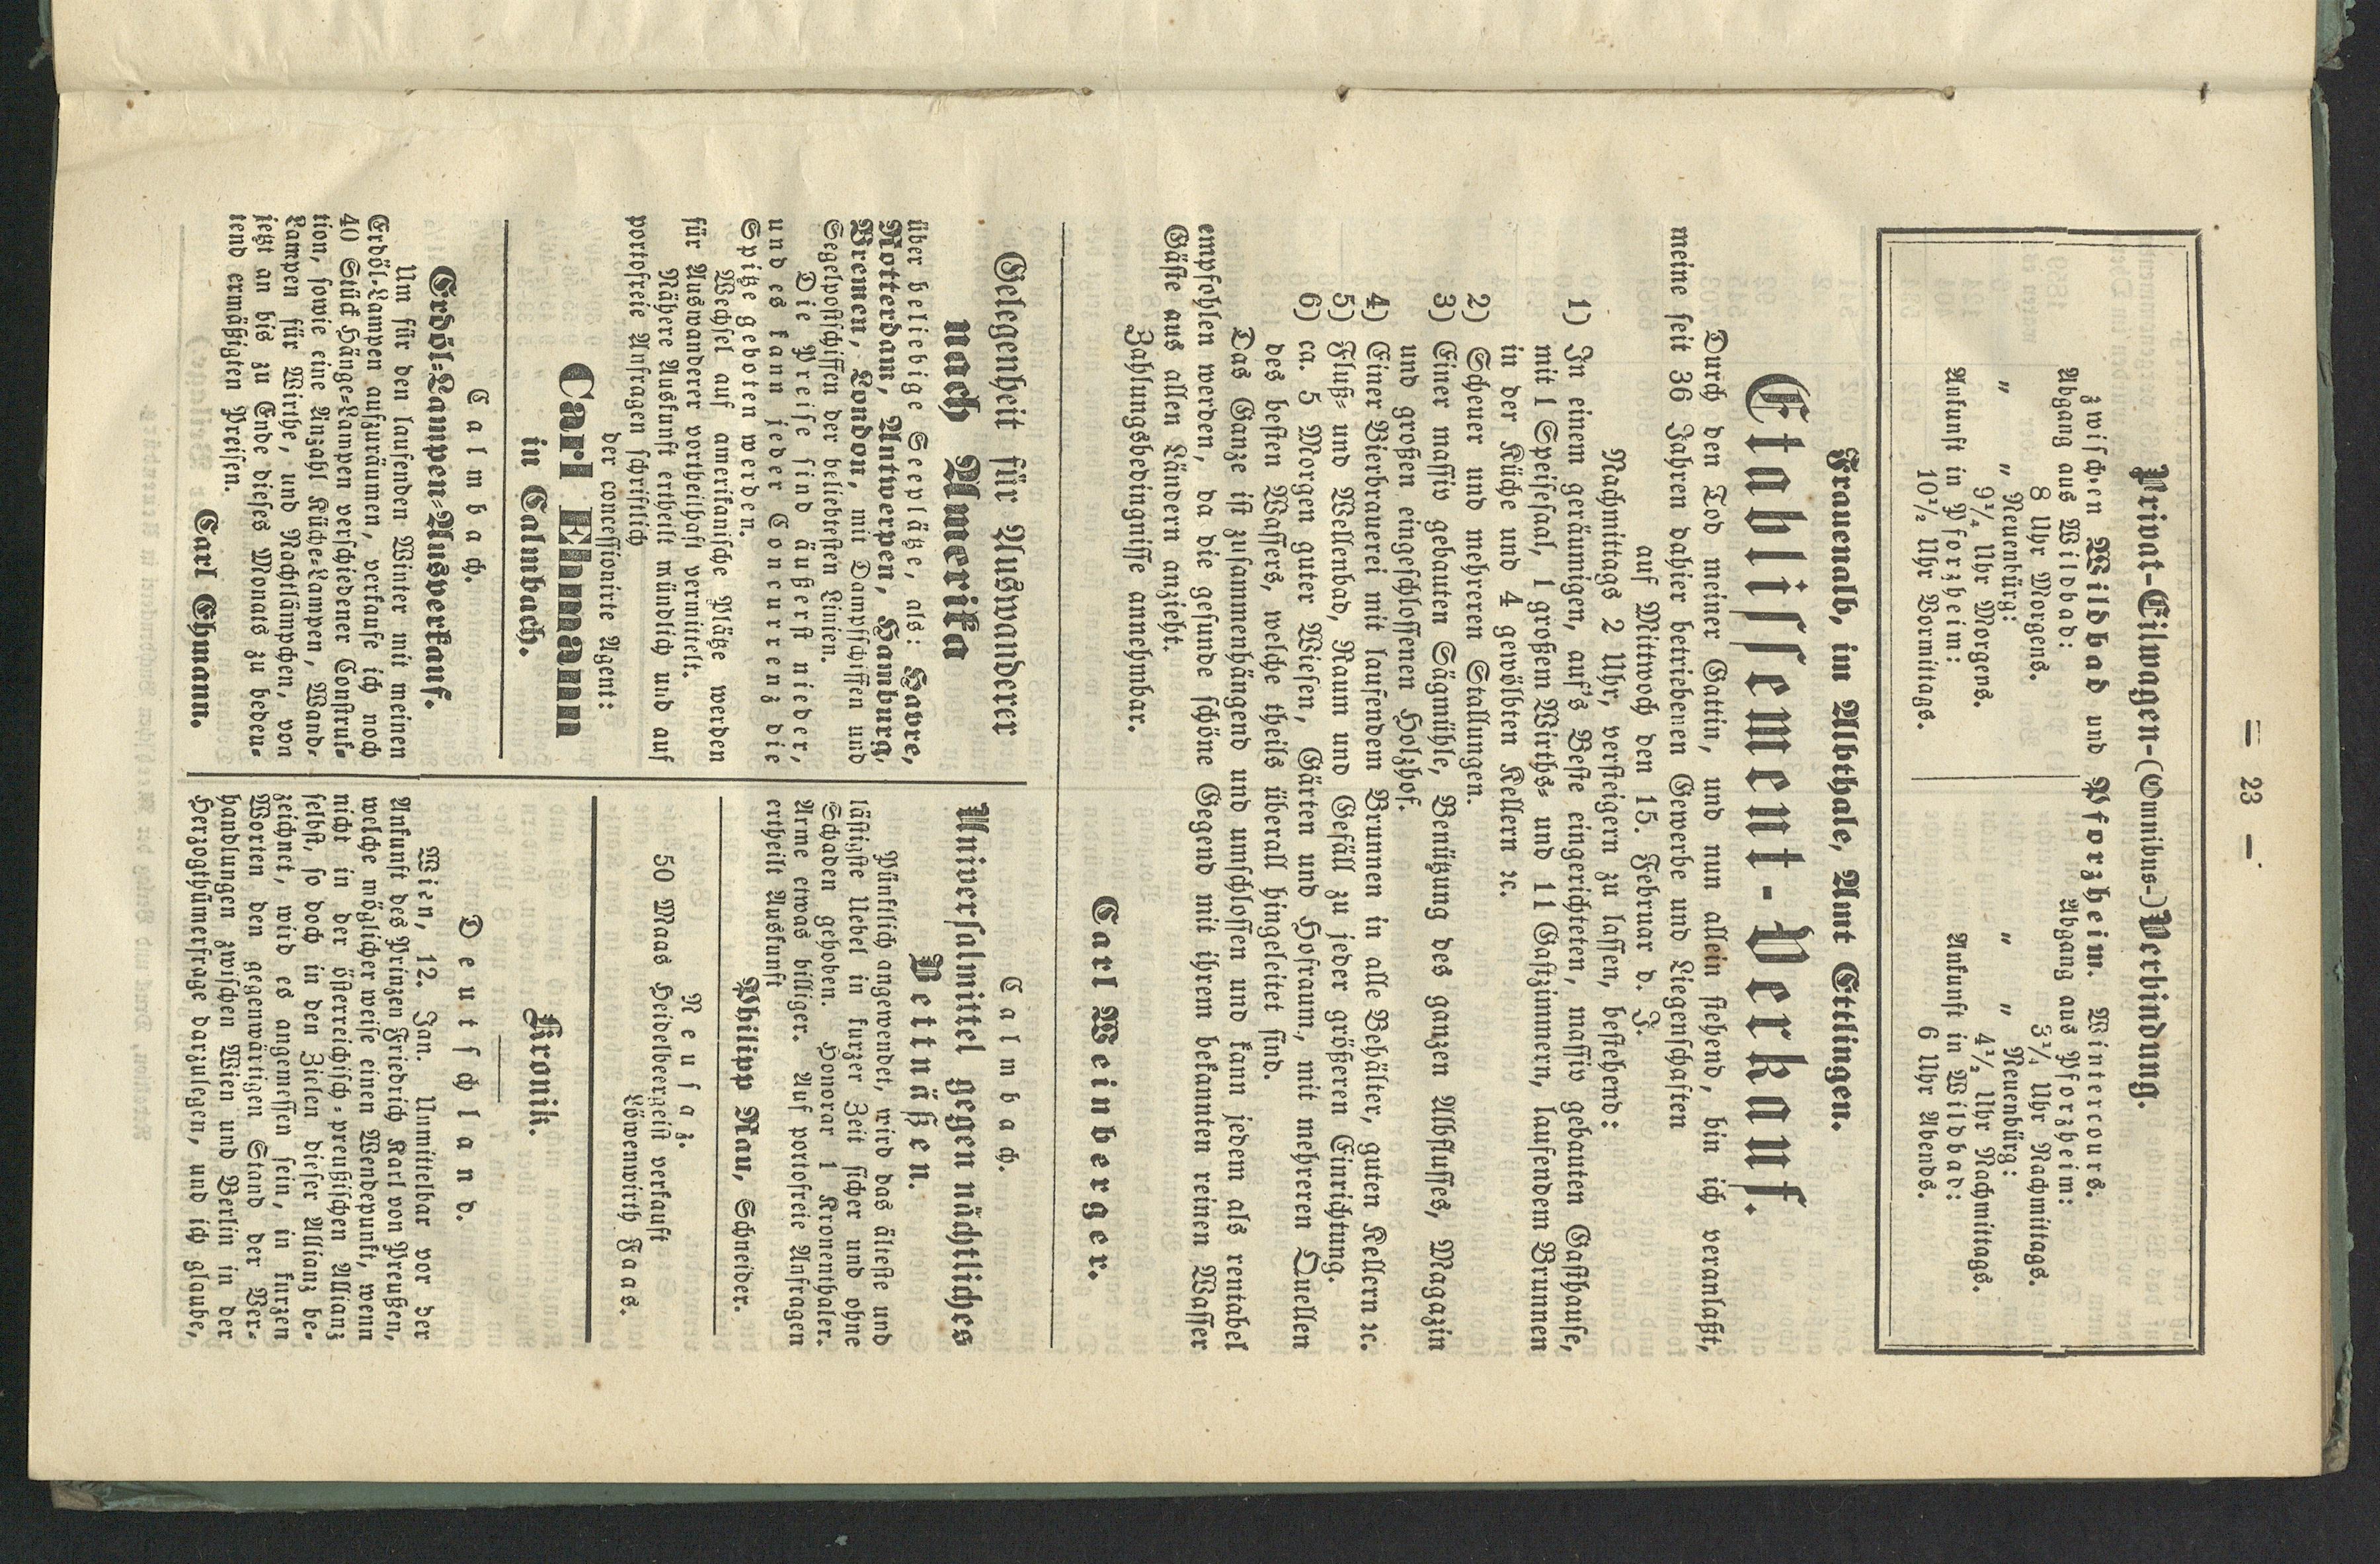 — 23 —
Privat-Eilwagen-(Omnibus-)Verbindung.
zwischen Wildbad und Pforzheim. Wintercours.
Abgang aus Wildbad:
8 Uhr Morgens.
" " Neuenbürg:
9¼ Uhr Morgens.
Ankunft in Pforzheim:
10½ Uhr Vormittags.
Abgang aus Pforzheim:
3¼ Uhr Nachmittags.
" " Neuenbürg:
4½ Uhr Nachmittags.
Ankunft in Wildbad:
6 Uhr Abends.
Frauenalb, im Albthale, Amt Ettlingen.
Etablissement-Verkauf.
Durch den Tod meiner Gattin, und nun allein stehend, bin ich veranlaßt,
meine seit 36 Jahren dahier betriebenen Gewerbe und Liegenschaften
auf Mittwoch den 15. Februar d. J.
Nachmittags 2 Uhr, versteigern zu lassen, bestehend:
1) In einem geräumigen, auf's Beste eingerichteten, massiv gebauten Gasthause,
mit 1 Speisesaal, 1 großem Wirths- und 11 Gastzimmern, laufendem Brunnen
in der Küche und 4 gewölbten Kellern ꝛc.
2) Scheuer und mehreren Stallungen.
3) Einer massiv gebauten Sägmühle, Benützung des ganzen Albflusses, Magazin
und großen eingeschlossenen Holzhof.
4) Einer Bierbrauerei mit laufendem Brunnen in alle Behälter, guten Kellern ꝛc.
5) Fluß- und Wellenbad, Raum und Gefäll zu jeder größeren Einrichtung.
6) ca. 5 Morgen guter Wiesen, Gärten und Hofraum, mit mehreren Quellen
des besten Wassers, welche theils überall hingeleitet sind.
Das Ganze ist zusammenhängend und umschlossen und kann jedem als rentabel
empfohlen werden, da die gesunde schöne Gegend mit ihrem bekannten reinen Wasser
Gäste aus allen Ländern anzieht.
Zahlungsbedingnisse annehmbar.
Carl Weinberger.
Gelegenheit für Auswanderer
nach Amerika
über beliebige Seeplätze, als: Havre,
Rotterdam, Antwerpen, Hamburg,
Bremen, London, mit Dampfschiffen und
Segelpostschiffen der beliebtesten Linien.
Die Preise sind äußerst nieder,
und es kann jeder Concurrenz die
Spitze geboten werden.
Wechsel auf amerikanische Plätze werden
für Auswanderer vortheilhaft vermittelt.
Nähere Auskunft ertheilt mündlich und auf
portofreie Anfragen schriftlich
der concessionirte Agent:
Carl Ehmann
in Calmbach.
Calmbach.
Erdöl-Lampen-Ausverkauf.
Um für den laufenden Winter mit meinen
Erdöl-Lampen aufzuräumen, verkaufe ich noch
40 Stück Hänge-Lampen verschiedener Construk-
tion, sowie eine Anzahl Küche-Lampen, Wand-
Lampen für Wirthe, und Nachtlämpchen, von
jetzt an bis zu Ende dieses Monats zu bedeu-
tend ermäßigten Preisen.
Carl Ehmann.
Calmbach.
Universalmittel gegen nächtliches
Bettnäßen.
Pünktlich angewendet, wird das älteste und
lästigste Uebel in kurzer Zeit sicher und ohne
Schaden gehoben. Honorar 1 Kronenthaler.
Arme etwas billiger. Auf portofreie Anfragen
ertheilt Auskunft
Philipp Rau, Schneider.
Neusatz.
50 Maas Heidelbeergeist verkauft
Löwenwirth Faas.
Kronik.
Deutschland.
Wien, 12. Jan. Unmittelbar vor der
Ankunft des Prinzen Friedrich Karl von Preußen,
welche möglicherweise einen Wendepunkt, wenn
nicht in der österreichisch-preußischen Allianz
selbst, so doch in den Zielen dieser Allianz be-
zeichnet, wird es angemessen sein, in kurzen
Worten den gegenwärtigen Stand der Ver-
handlungen zwischen Wien und Berlin in der
Herzogthümerfrage darzulegen, und ich glaube,